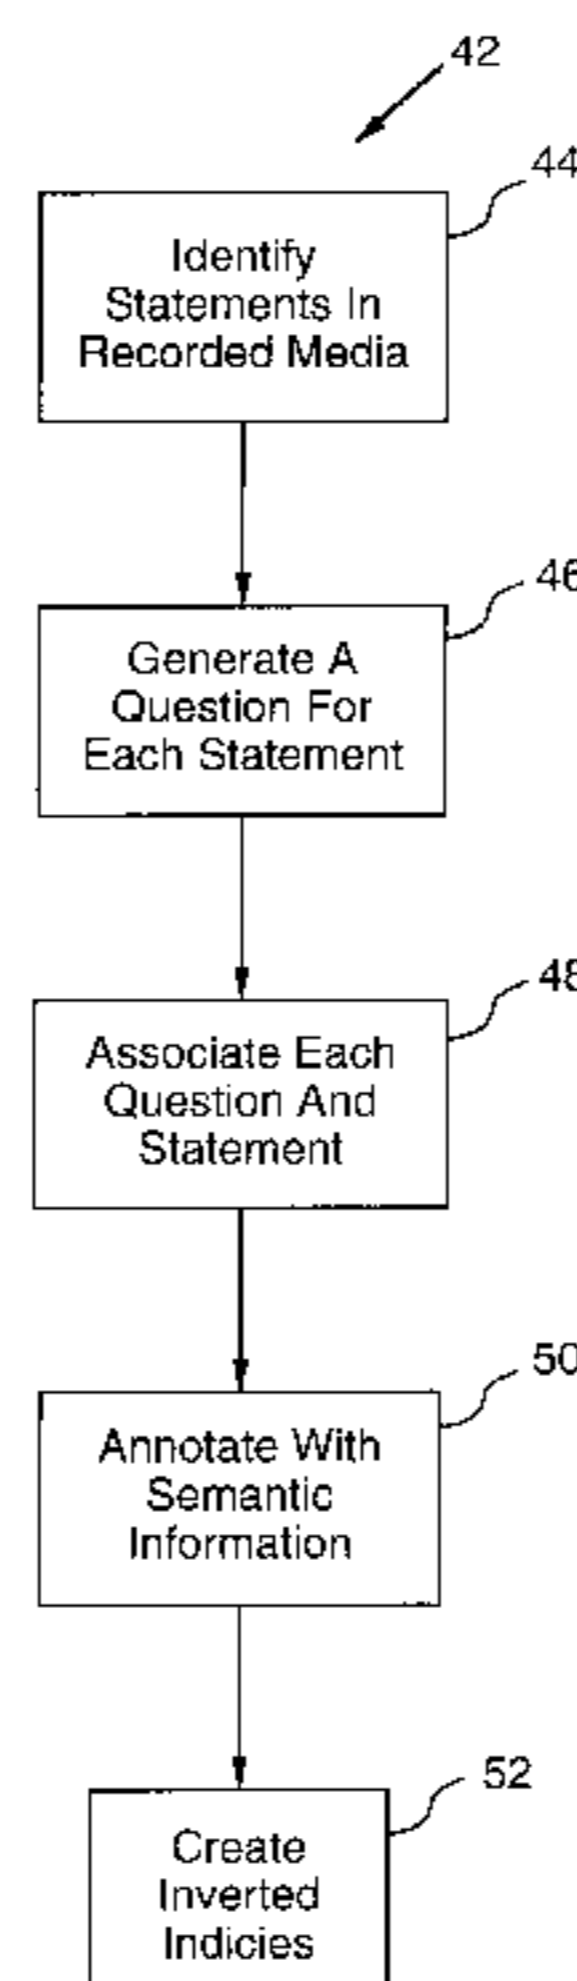 42
44
Identify
Statements In
Recorded Media
46
Generate A
Question For
Each Statement
48
Associate Each
Question And
Statement
50
Annotate With
Semantic
Information
52
Create
Inverted
Indicies